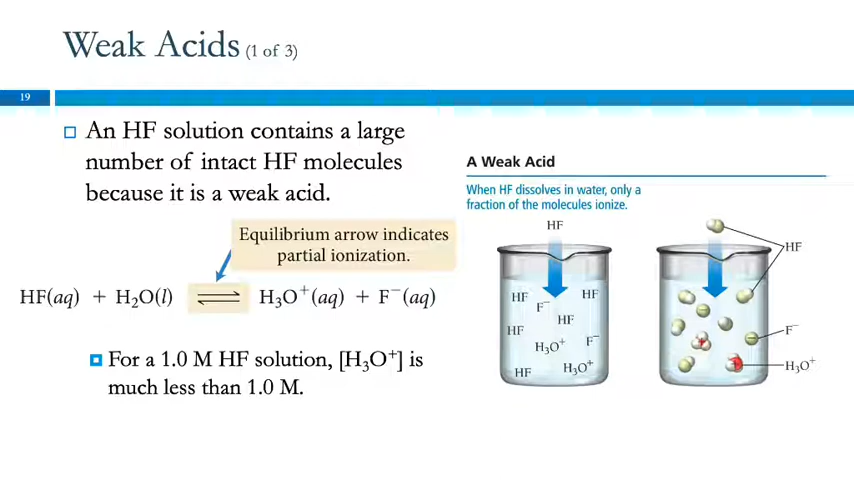 Weak Acids (1 of 3)
19
An HF solution contains a large
number of intact HF molecules
because it is a weak acid.
Equilibrium arrow indicates
partial ionization.
HF(aq) + H₂O(l) ⇌ H₃O⁺(aq) + F⁻(aq)
For a 1.0 M HF solution, [H₃O⁺] is
much less than 1.0 M.
A Weak Acid
When HF dissolves in water, only a
fraction of the molecules ionize.
HF
HF
F⁻
HF
HF
HF
H₃O⁺
F⁻
HF
H₃O⁺
HF
F⁻
H₃O⁺